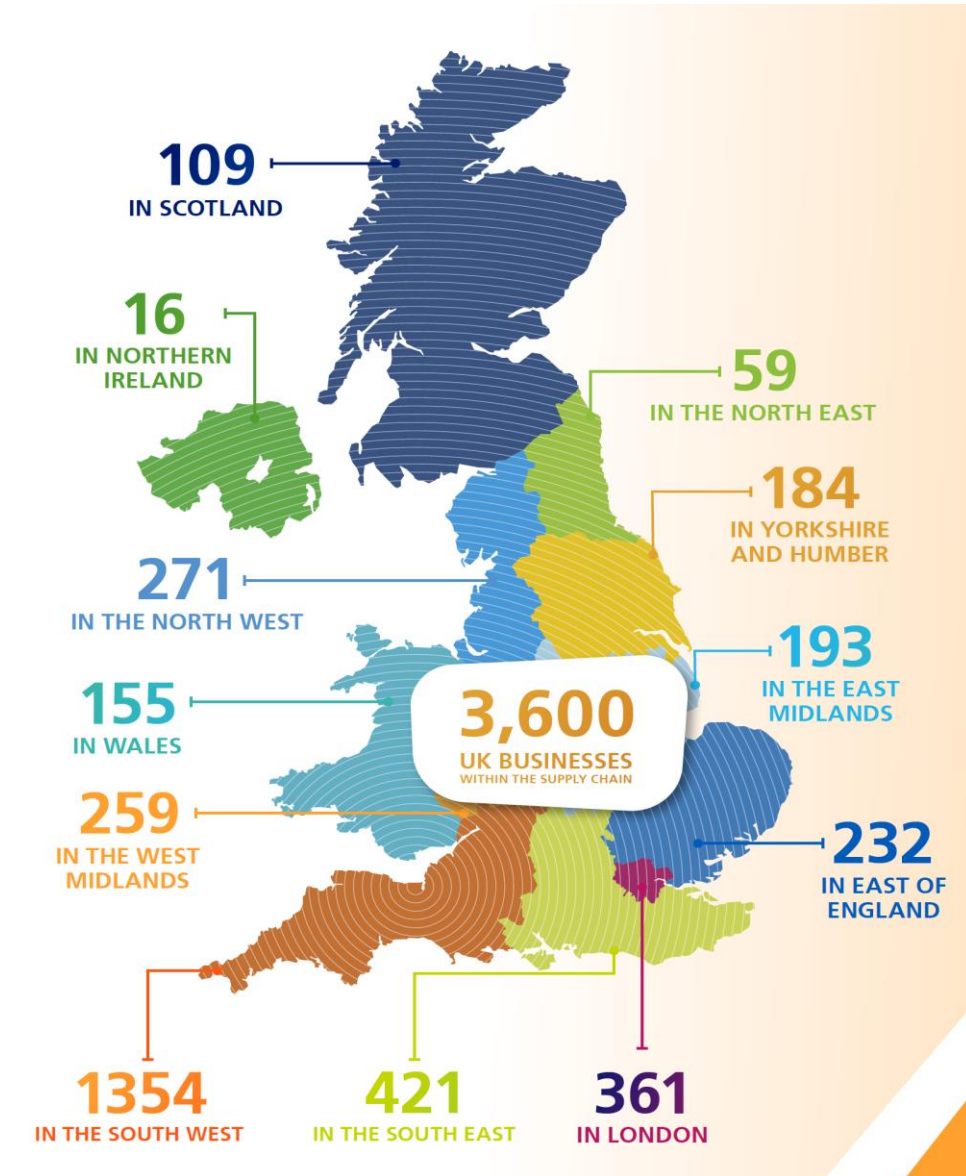 109
IN SCOTLAND
16
IN NORTHERN
IRELAND
59
IN THE NORTH EAST
184
IN YORKSHIRE
AND HUMBER
271
IN THE NORTH WEST
193
IN THE EAST
MIDLANDS
155
IN WALES
3,600
UK BUSINESSES
WITHIN THE SUPPLY CHAIN
259
IN THE WEST
MIDLANDS
232
IN EAST OF
ENGLAND
1354
IN THE SOUTH WEST
421
IN THE SOUTH EAST
361
IN LONDON